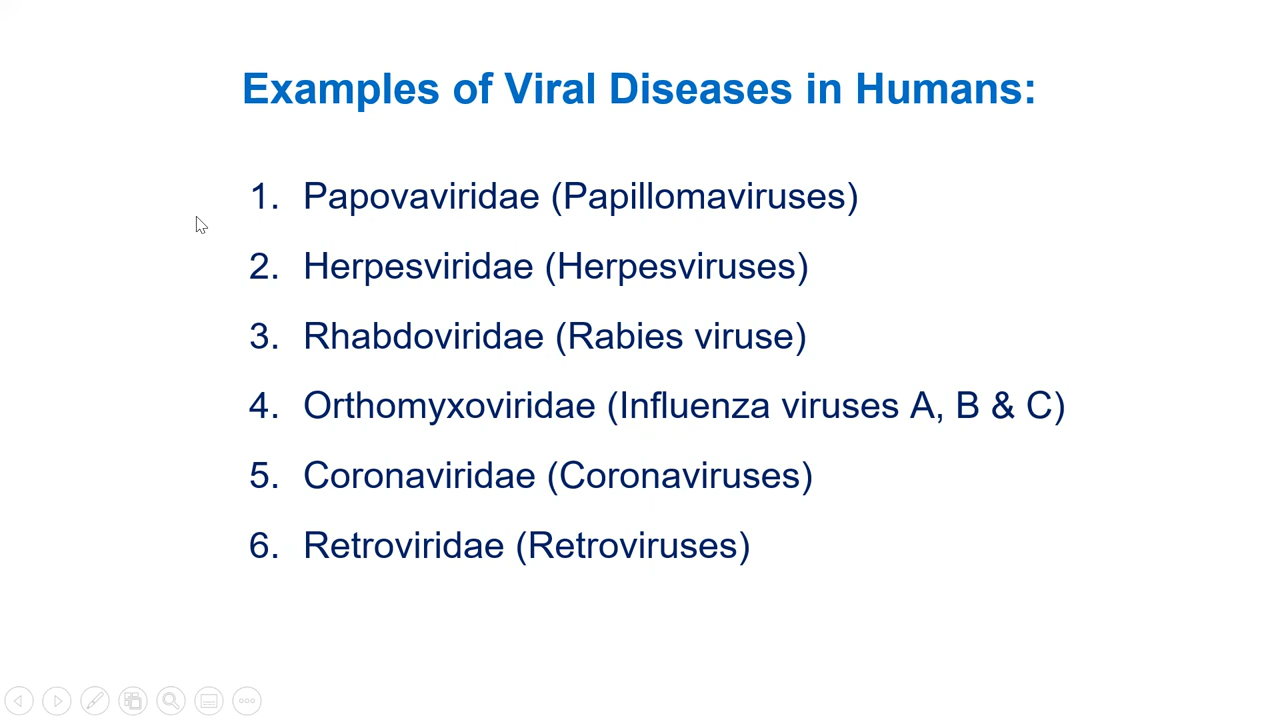 Examples of Viral Diseases in Humans:
1. Papovaviridae (Papillomaviruses)
2. Herpesviridae (Herpesviruses)
3. Rhabdoviridae (Rabies viruse)
4. Orthomyxoviridae (Influenza viruses A, B & C)
5. Coronaviridae (Coronaviruses)
6. Retroviridae (Retroviruses)